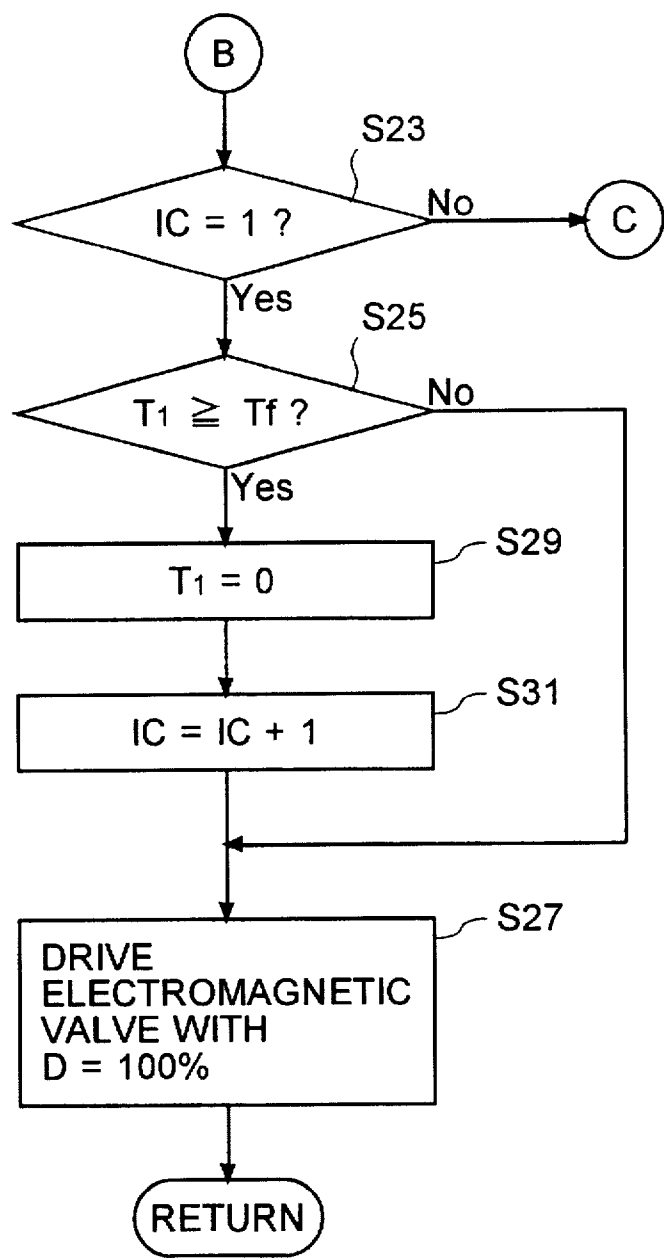 B
S23
IC = 1 ?
No
C
Yes
S25
T1 ≧ Tf ?
No
Yes
S29
T1 = 0
S31
IC = IC + 1
S27
DRIVE
ELECTROMAGNETIC
VALVE WITH
D = 100%
RETURN